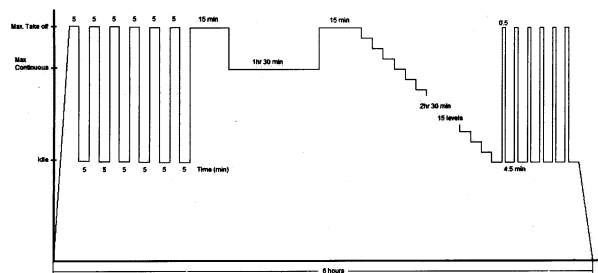 5 5 5 5 5 5 15 min 15 min 0.5
Max. Take off
Max
Continuous
1hr 30 min
2hr 30 min
15 levels
Idle
5 5 5 5 5 5 Time (min) 4.5 min
6 hours